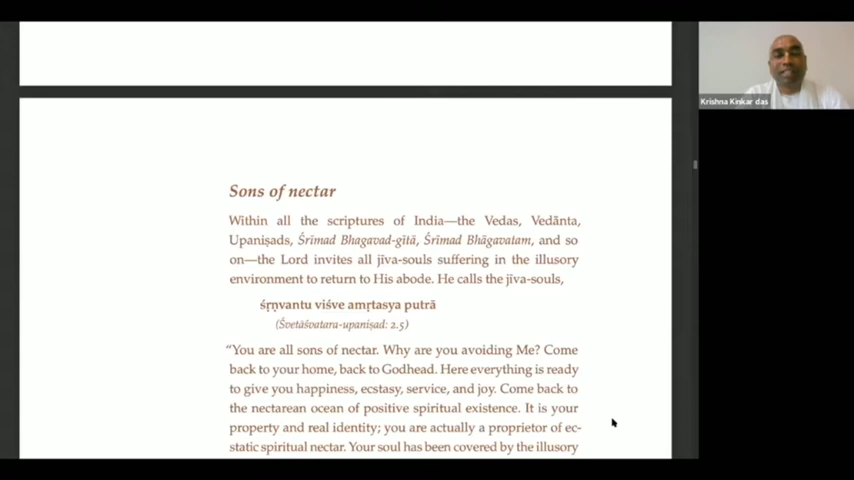 Sons of nectar
Within all the scriptures of India—the Vedas, Vedānta,
Upaniṣads, Śrīmad Bhagavad-gītā, Śrīmad Bhāgavatam, and so
on—the Lord invites all jīva-souls suffering in the illusory
environment to return to His abode. He calls the jīva-souls,
śṛṇvantu viśve amṛtasya putrā
(Śvetāśvatara-upaniṣad: 2.5)
“You are all sons of nectar. Why are you avoiding Me? Come
back to your home, back to Godhead. Here everything is ready
to give you happiness, ecstasy, service, and joy. Come back to
the nectarean ocean of positive spiritual existence. It is your
property and real identity; you are actually a proprietor of ec-
static spiritual nectar. Your soul has been covered by the illusory
Krishna Kinkar das